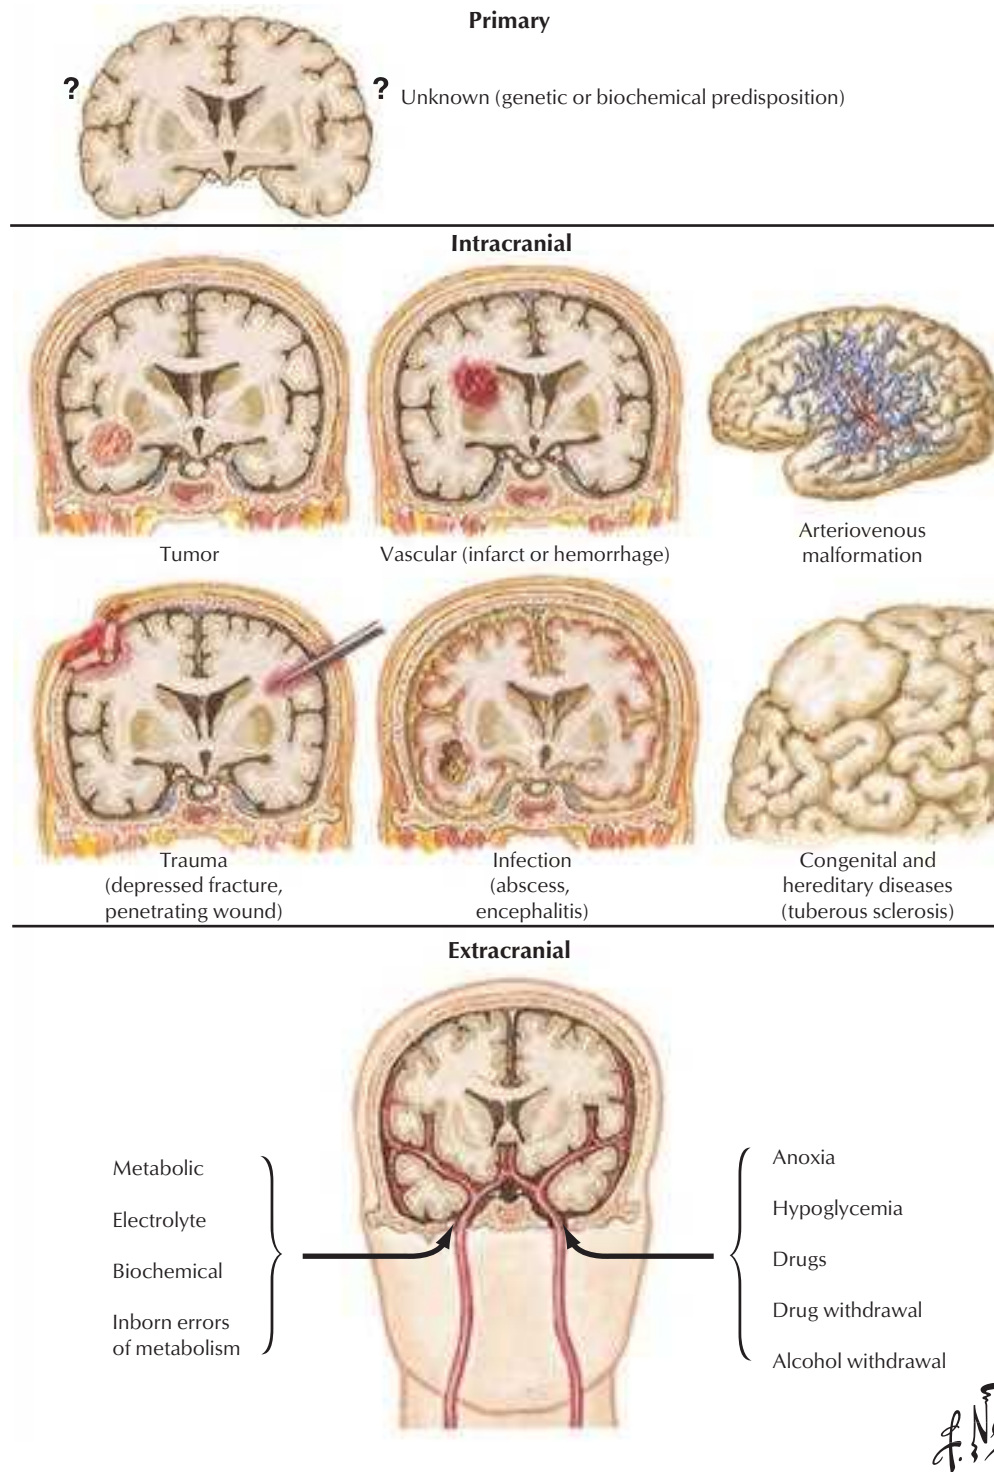 Primary
? ? Unknown (genetic or biochemical predisposition)
Intracranial
Tumor
Vascular (infarct or hemorrhage)
Arteriovenous
malformation
Trauma
(depressed fracture,
penetrating wound)
Infection
(abscess,
encephalitis)
Congenital and
hereditary diseases
(tuberous sclerosis)
Extracranial
Metabolic
Electrolyte
Biochemical
Inborn errors
of metabolism
Anoxia
Hypoglycemia
Drugs
Drug withdrawal
Alcohol withdrawal